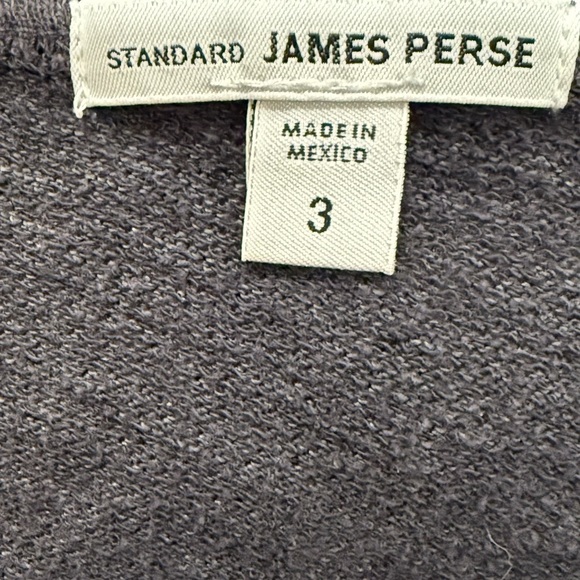 STANDARD JAMES PERSE
MADE IN
MEXICO
3